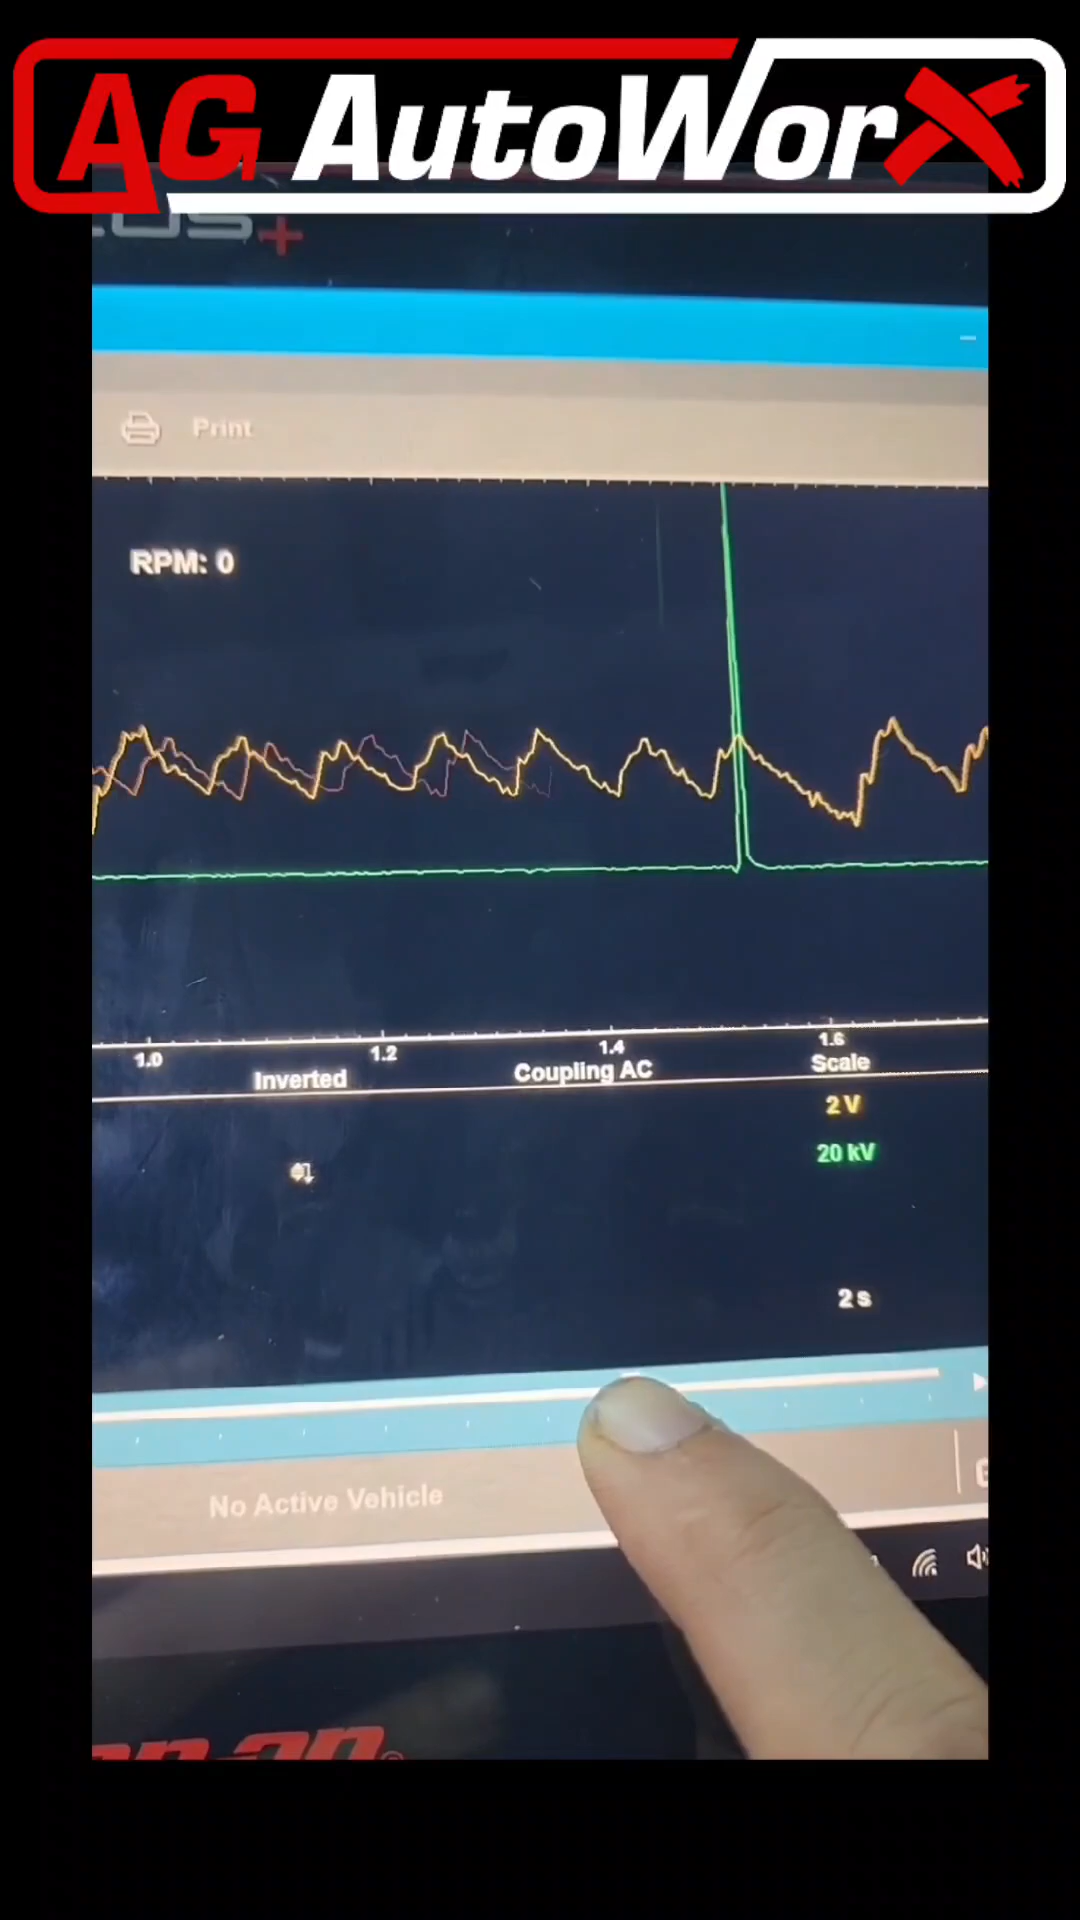 AG AutoWorX
Print
RPM: 0
1.0 1.2 1.4 1.6
Inverted Coupling AC Scale
2 V
20 kV
2 s
No Active Vehicle